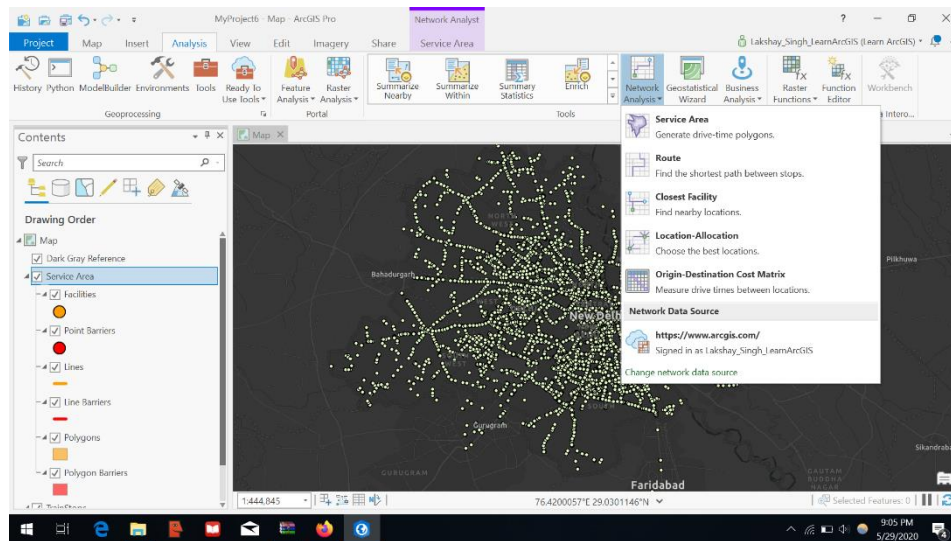 MyProject6 - Map - ArcGIS Pro
Network Analyst
?
Project
Map
Insert
Analysis
View
Edit
Imagery
Share
Service Area
Lakshay_Singh_LearnArcGIS (Learn ArcGIS)
History
Python
ModelBuilder
Environments
Tools
Ready To Use Tools
Feature Analysis
Raster Analysis
Summarize Nearby
Summarize Within
Summary Statistics
Enrich
Network Analysis
Geostatistical Wizard
Business Analysis
Raster Functions
Function Editor
Workbench
Geoprocessing
Portal
Tools
Intero...
Contents
Search
Drawing Order
Map
Dark Gray Reference
Service Area
Facilities
Point Barriers
Lines
Line Barriers
Polygons
Polygon Barriers
Map
Bahadurgarh
New Delh
SOUTH
Gurugram
GURUGRAM
Faridabad
GAUTAM
BUDDHA
NAGAR
Pilkhuwa
Sikandraba
Service Area
Generate drive-time polygons.
Route
Find the shortest path between stops.
Closest Facility
Find nearby locations.
Location-Allocation
Choose the best locations.
Origin-Destination Cost Matrix
Measure drive times between locations.
Network Data Source
https://www.arcgis.com/
Signed in as Lakshay_Singh_LearnArcGIS
Change network data source
1:444,845
76.4200057°E 29.0301146°N
Selected Features: 0
9:05 PM
5/29/2020